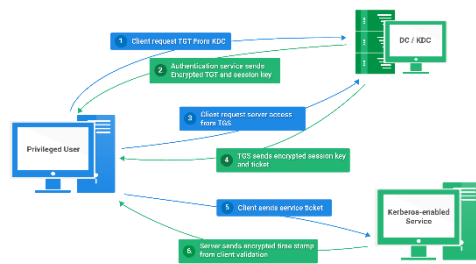 1 Client request TGT From KDC
DC / KDC
2 Authentication service sends
Encrypted TGT and session key
3 Client request server access
from TGS
Privileged User
4 TGS sends encrypted session key
and ticket
5 Client sends service ticket
Kerberos-enabled
Service
6. Server sends encrypted time stamp
from client validation